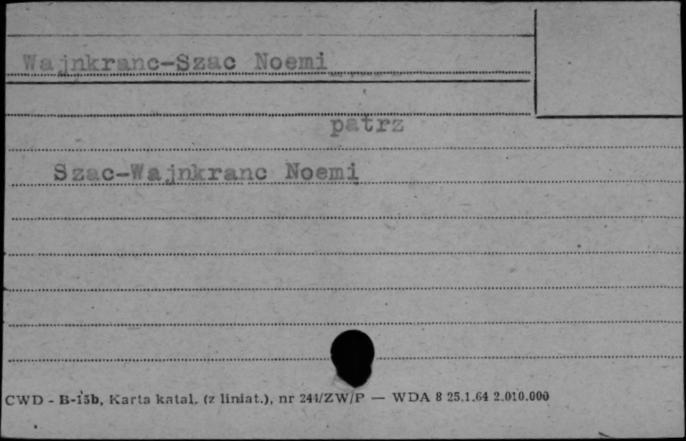 Wajnkranc-Szac Noemi
patrz
Szac-Wajnkranc Noemi
CWD - B-15b, Karta katal. (z liniat.), nr 244/ZW/P — WDA 8 25.1.64 2.010.000